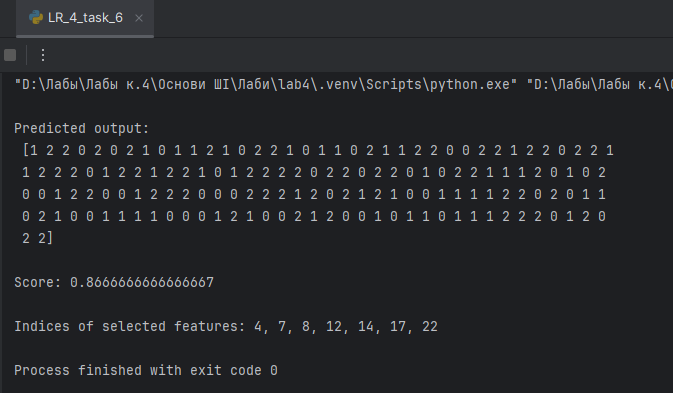 LR_4_task_6
"D:\Лабы\Лабы к.4\Основи ШІ\Лаби\lab4\.venv\Scripts\python.exe" "D:\Лабы\Лабы к.4\
Predicted output:
[1 2 2 0 2 0 2 1 0 1 1 2 1 0 2 2 1 0 1 1 0 2 1 1 2 2 0 0 2 2 1 2 2 0 2 2 1
1 2 2 2 0 1 2 2 1 2 2 1 0 1 2 2 2 2 0 2 2 0 2 2 0 1 0 2 2 1 1 1 2 0 1 0 2
0 0 1 2 2 0 0 1 2 2 2 0 0 0 2 2 2 1 2 0 2 1 2 1 0 0 1 1 1 1 2 2 0 2 0 1 1
0 2 1 0 0 1 1 1 1 0 0 0 1 2 1 0 0 2 1 2 0 0 1 0 1 1 0 1 1 1 2 2 2 0 1 2 0
2 2]
Score: 0.8666666666666667
Indices of selected features: 4, 7, 8, 12, 14, 17, 22
Process finished with exit code 0